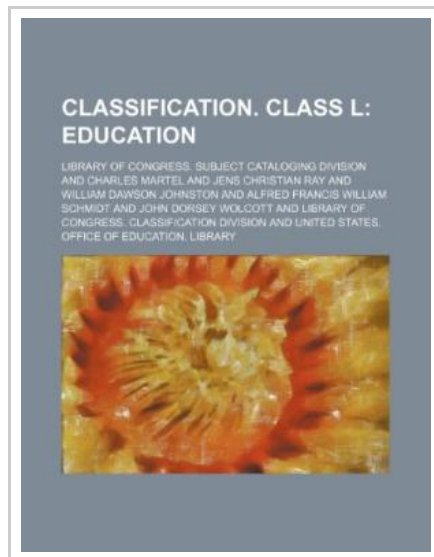 CLASSIFICATION. CLASS L:
EDUCATION
LIBRARY OF CONGRESS. SUBJECT CATALOGING DIVISION
AND CHARLES MARTEL AND JENS CHRISTIAN RAY AND
WILLIAM DAWSON JOHNSTON AND ALFRED FRANCIS WILLIAM
SCHMIDT AND JOHN DORSEY WOLCOTT AND LIBRARY OF
CONGRESS. CLASSIFICATION DIVISION AND UNITED STATES.
OFFICE OF EDUCATION. LIBRARY